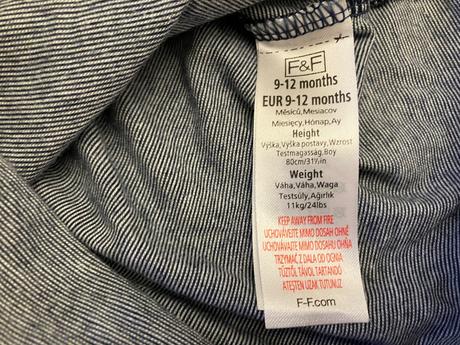 F&F
9-12 months
EUR 9-12 months
Měsíců,Mesiacov
Miesięcy,Hónap,Ay
Height
Výška,Výška postavy,Wzrost
Testmagasság,Boy
80cm/31½in
Weight
Váha,Váha,Waga
Testsúly,Ağırlık
11kg/24lbs
KEEP AWAY FROM FIRE
UCHOVÁVEJTE MIMO DOSAH OHNĚ
UCHOVÁVAJTE MIMO DOSAHU OHŇA
TRZYMAĆ Z DALA OD OGNIA
TŰZTŐL TÁVOL TARTANDÓ
ATEŞTEN UZAK TUTUNUZ
F-F.com